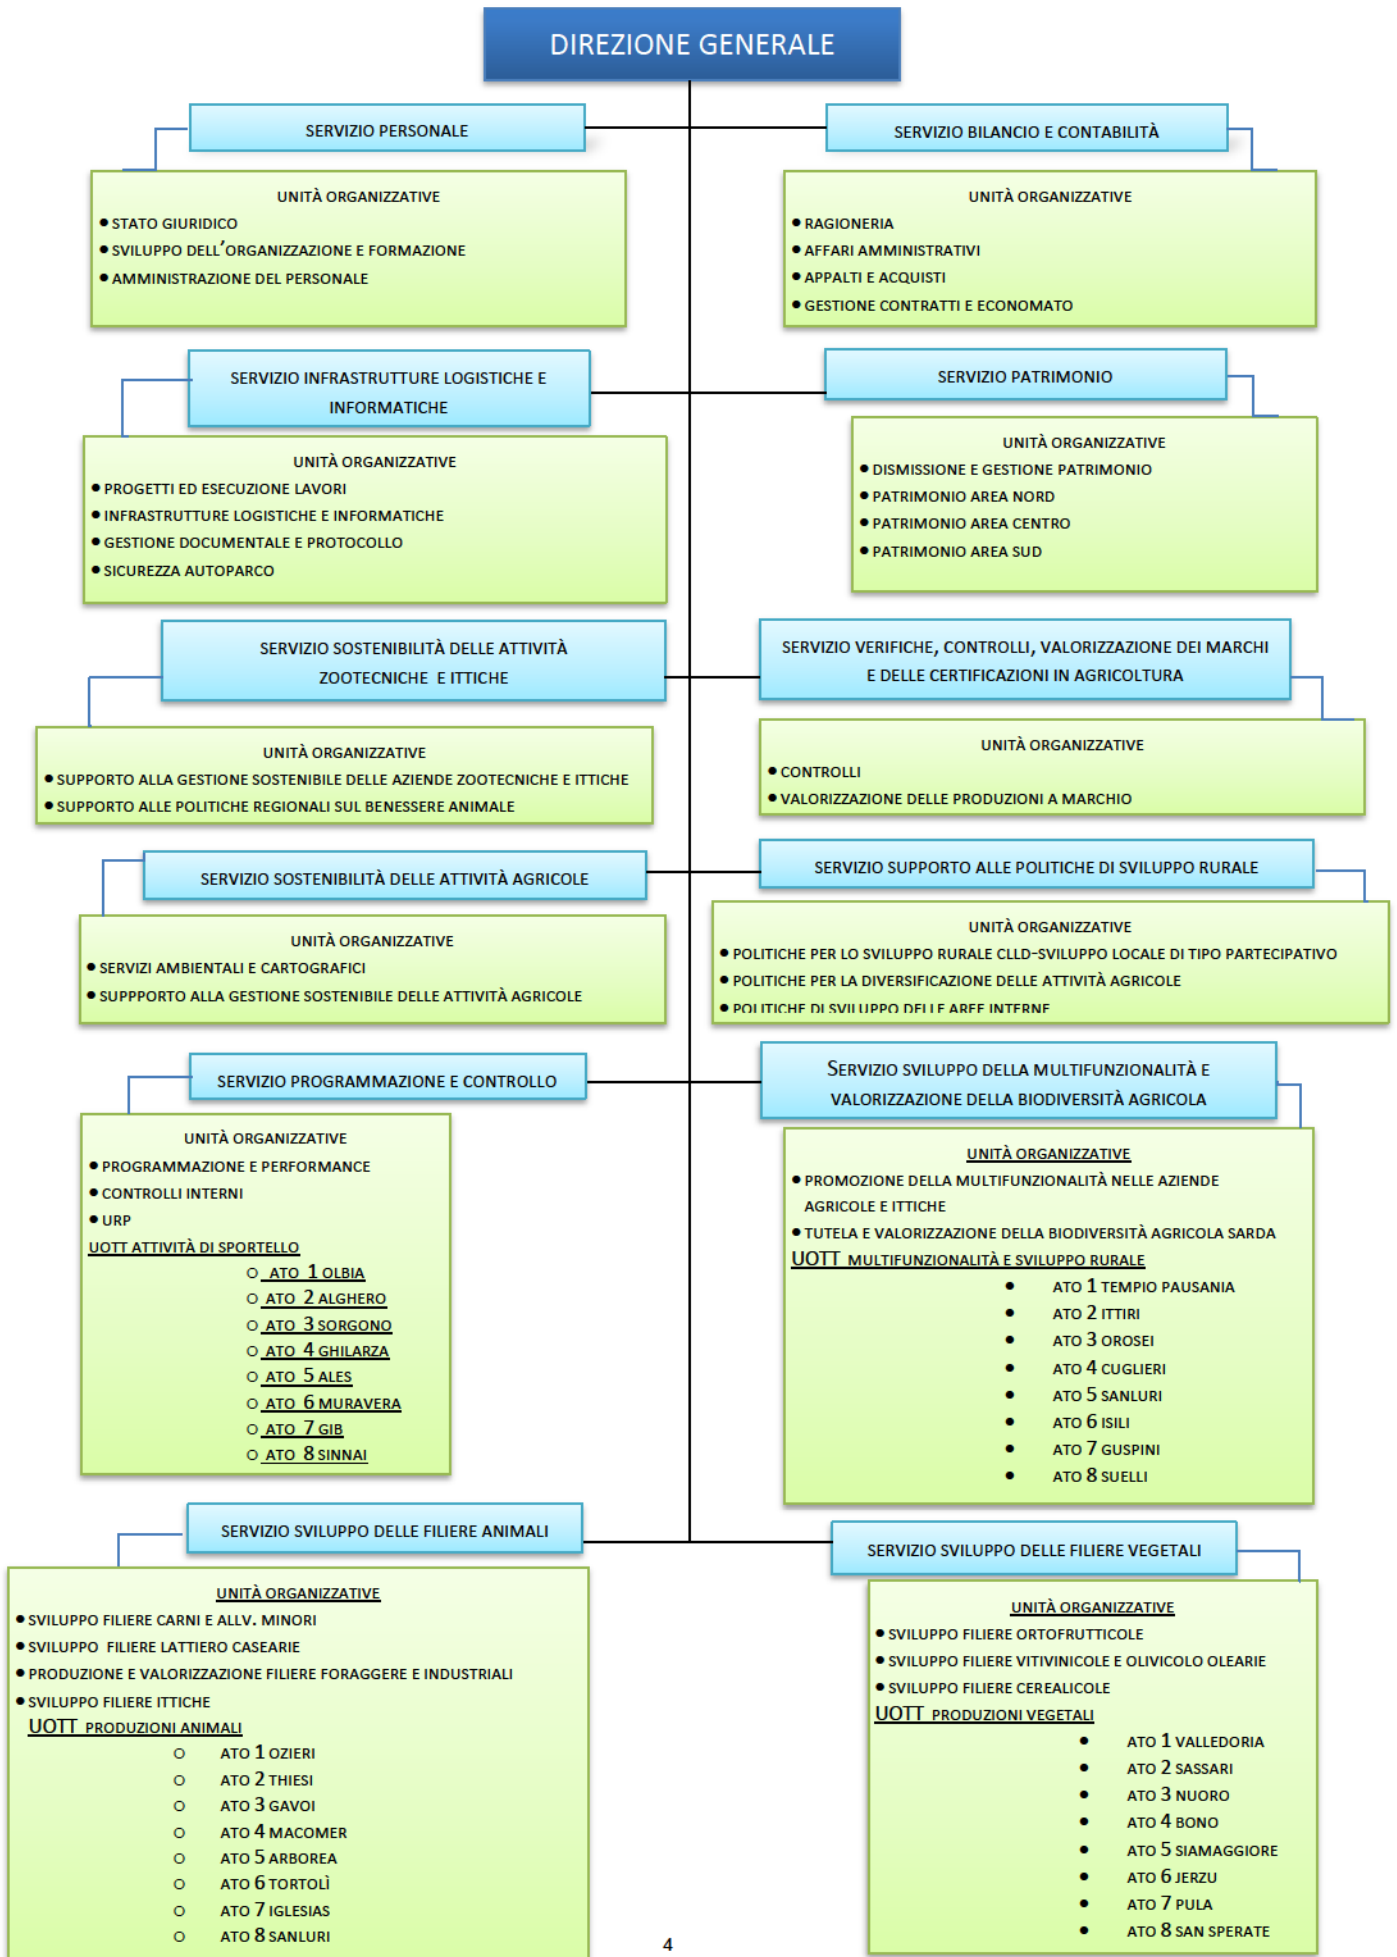 DIREZIONE GENERALE
SERVIZIO PERSONALE
UNITÀ ORGANIZZATIVE
• STATO GIURIDICO
• SVILUPPO DELL'ORGANIZZAZIONE E FORMAZIONE
• AMMINISTRAZIONE DEL PERSONALE
SERVIZIO BILANCIO E CONTABILITÀ
UNITÀ ORGANIZZATIVE
• RAGIONERIA
• AFFARI AMMINISTRATIVI
• APPALTI E ACQUISTI
• GESTIONE CONTRATTI E ECONOMATO
SERVIZIO INFRASTRUTTURE LOGISTICHE E
INFORMATICHE
UNITÀ ORGANIZZATIVE
• PROGETTI ED ESECUZIONE LAVORI
• INFRASTRUTTURE LOGISTICHE E INFORMATICHE
• GESTIONE DOCUMENTALE E PROTOCOLLO
• SICUREZZA AUTOPARCO
SERVIZIO PATRIMONIO
UNITÀ ORGANIZZATIVE
• DISMISSIONE E GESTIONE PATRIMONIO
• PATRIMONIO AREA NORD
• PATRIMONIO AREA CENTRO
• PATRIMONIO AREA SUD
SERVIZIO SOSTENIBILITÀ DELLE ATTIVITÀ
ZOOTECNICHE E ITTICHE
UNITÀ ORGANIZZATIVE
• SUPPORTO ALLA GESTIONE SOSTENIBILE DELLE AZIENDE ZOOTECNICHE E ITTICHE
• SUPPORTO ALLE POLITICHE REGIONALI SUL BENESSERE ANIMALE
SERVIZIO VERIFICHE, CONTROLLI, VALORIZZAZIONE DEI MARCHI
E DELLE CERTIFICAZIONI IN AGRICOLTURA
UNITÀ ORGANIZZATIVE
• CONTROLLI
• VALORIZZAZIONE DELLE PRODUZIONI A MARCHIO
SERVIZIO SOSTENIBILITÀ DELLE ATTIVITÀ AGRICOLE
UNITÀ ORGANIZZATIVE
• SERVIZI AMBIENTALI E CARTOGRAFICI
• SUPPPORTO ALLA GESTIONE SOSTENIBILE DELLE ATTIVITÀ AGRICOLE
SERVIZIO SUPPORTO ALLE POLITICHE DI SVILUPPO RURALE
UNITÀ ORGANIZZATIVE
• POLITICHE PER LO SVILUPPO RURALE CLLD-SVILUPPO LOCALE DI TIPO PARTECIPATIVO
• POLITICHE PER LA DIVERSIFICAZIONE DELLE ATTIVITÀ AGRICOLE
• POLITICHE DI SVILUPPO DELLE AREE INTERNE
SERVIZIO PROGRAMMAZIONE E CONTROLLO
UNITÀ ORGANIZZATIVE
• PROGRAMMAZIONE E PERFORMANCE
• CONTROLLI INTERNI
• URP
UOTT ATTIVITÀ DI SPORTELLO
o ATO 1 OLBIA
o ATO 2 ALGHERO
o ATO 3 SORGONO
o ATO 4 GHILARZA
o ATO 5 ALES
o ATO 6 MURAVERA
o ATO 7 GIB
o ATO 8 SINNAI
SERVIZIO SVILUPPO DELLA MULTIFUNZIONALITÀ E
VALORIZZAZIONE DELLA BIODIVERSITÀ AGRICOLA
UNITÀ ORGANIZZATIVE
• PROMOZIONE DELLA MULTIFUNZIONALITÀ NELLE AZIENDE
AGRICOLE E ITTICHE
• TUTELA E VALORIZZAZIONE DELLA BIODIVERSITÀ AGRICOLA SARDA
UOTT MULTIFUNZIONALITÀ E SVILUPPO RURALE
• ATO 1 TEMPIO PAUSANIA
• ATO 2 ITTIRI
• ATO 3 OROSEI
• ATO 4 CUGLIERI
• ATO 5 SANLURI
• ATO 6 ISILI
• ATO 7 GUSPINI
• ATO 8 SUELLI
SERVIZIO SVILUPPO DELLE FILIERE ANIMALI
UNITÀ ORGANIZZATIVE
• SVILUPPO FILIERE CARNI E ALLV. MINORI
• SVILUPPO FILIERE LATTIERO CASEARIE
• PRODUZIONE E VALORIZZAZIONE FILIERE FORAGGERE E INDUSTRIALI
• SVILUPPO FILIERE ITTICHE
UOTT PRODUZIONI ANIMALI
o ATO 1 OZIERI
o ATO 2 THIESI
o ATO 3 GAVOI
o ATO 4 MACOMER
o ATO 5 ARBOREA
o ATO 6 TORTOLÌ
o ATO 7 IGLESIAS
o ATO 8 SANLURI
SERVIZIO SVILUPPO DELLE FILIERE VEGETALI
UNITÀ ORGANIZZATIVE
• SVILUPPO FILIERE ORTOFRUTTICOLE
• SVILUPPO FILIERE VITIVINICOLE E OLIVICOLO OLEARIE
• SVILUPPO FILIERE CEREALICOLE
UOTT PRODUZIONI VEGETALI
• ATO 1 VALLEDORIA
• ATO 2 SASSARI
• ATO 3 NUORO
• ATO 4 BONO
• ATO 5 SIAMAGGIORE
• ATO 6 JERZU
• ATO 7 PULA
• ATO 8 SAN SPERATE
4